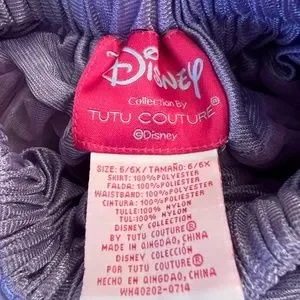 Disney
Collection By
TUTU COUTURE®
©Disney
SIZE: 6/6X/TAMAÑO: 6/6X
SKIRT: 100%POLYESTER
FALDA: 100%POLIESTER
WAISTBAND: 100%POLYESTER
CINTURA: 100%POLIESTER
TULLE:100% NYLON
TUL:100% NYLON
DISNEY COLLECTION
BY TUTU COUTURE®
MADE IN QINGDAO, CHINA
DISNEY COLECCIÓN
POR TUTU COUTURE®
HECHO EN QINGDAO, CHINA
WH40202-0714